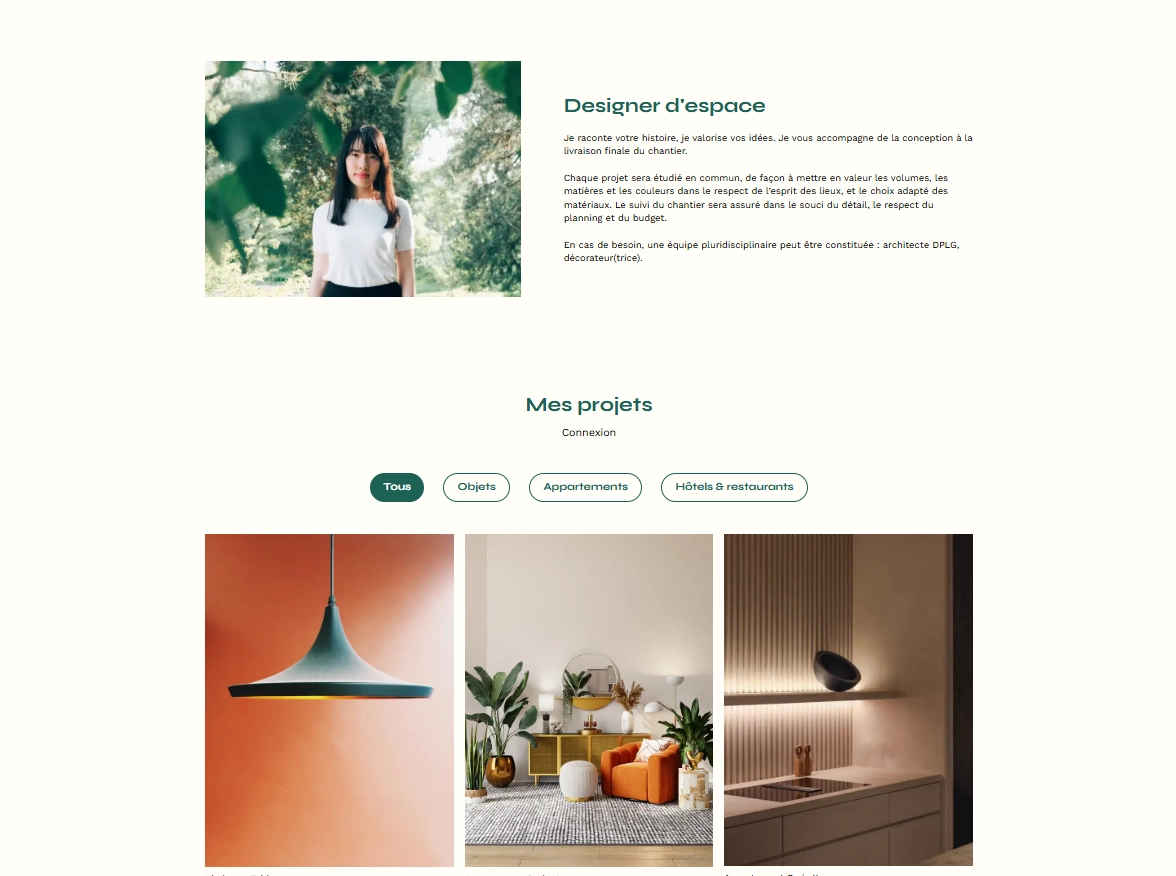 Designer d'espace
Je raconte votre histoire, je valorise vos idées. Je vous accompagne de la conception à la
livraison finale du chantier.
Chaque projet sera étudié en commun, de façon à mettre en valeur les volumes, les
matières et les couleurs dans le respect de l'esprit des lieux, et le choix adapté des
matériaux. Le suivi du chantier sera assuré dans le souci du détail, le respect du
planning et du budget.
En cas de besoin, une équipe pluridisciplinaire peut être constituée : architecte DPLG,
décorateur(trice).
Mes projets
Connexion
Tous
Objets
Appartements
Hôtels & restaurants